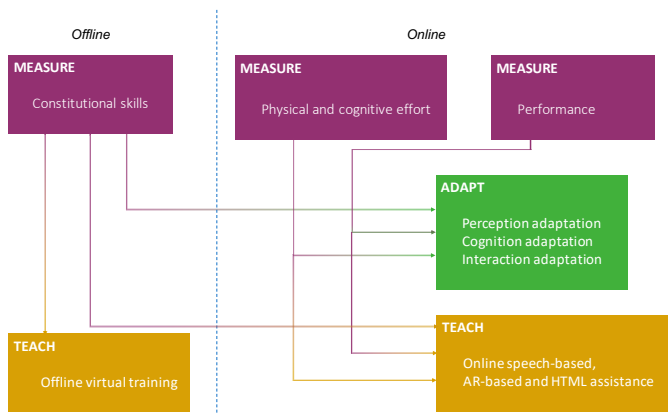 Offline
Online
MEASURE
Constitutional skills
MEASURE
Physical and cognitive effort
MEASURE
Performance
ADAPT
Perception adaptation
Cognition adaptation
Interaction adaptation
TEACH
Offline virtual training
TEACH
Online speech-based,
AR-based and HTML assistance